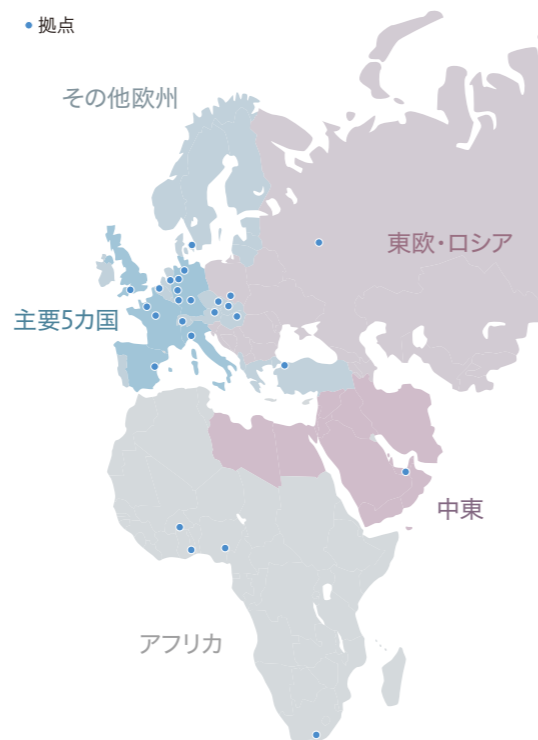 拠点
その他欧州
東欧・ロシア
主要5カ国
中東
アフリカ